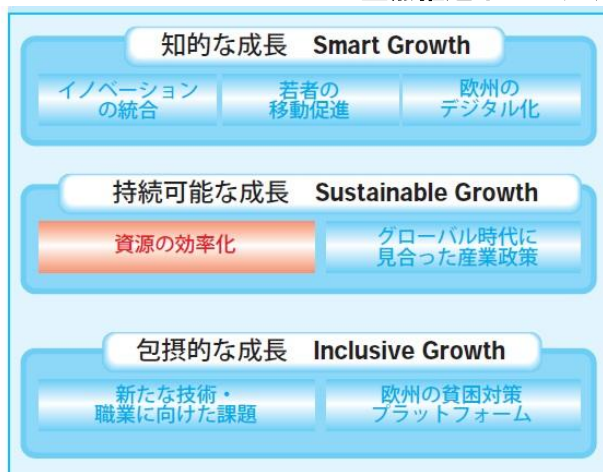 知的な成長 Smart Growth
イノベーション
の統合
若者の
移動促進
欧州の
デジタル化
持続可能な成長 Sustainable Growth
資源の効率化
グローバル時代に
見合った産業政策
包摂的な成長 Inclusive Growth
新たな技術・
職業に向けた課題
欧州の貧困対策
プラットフォーム